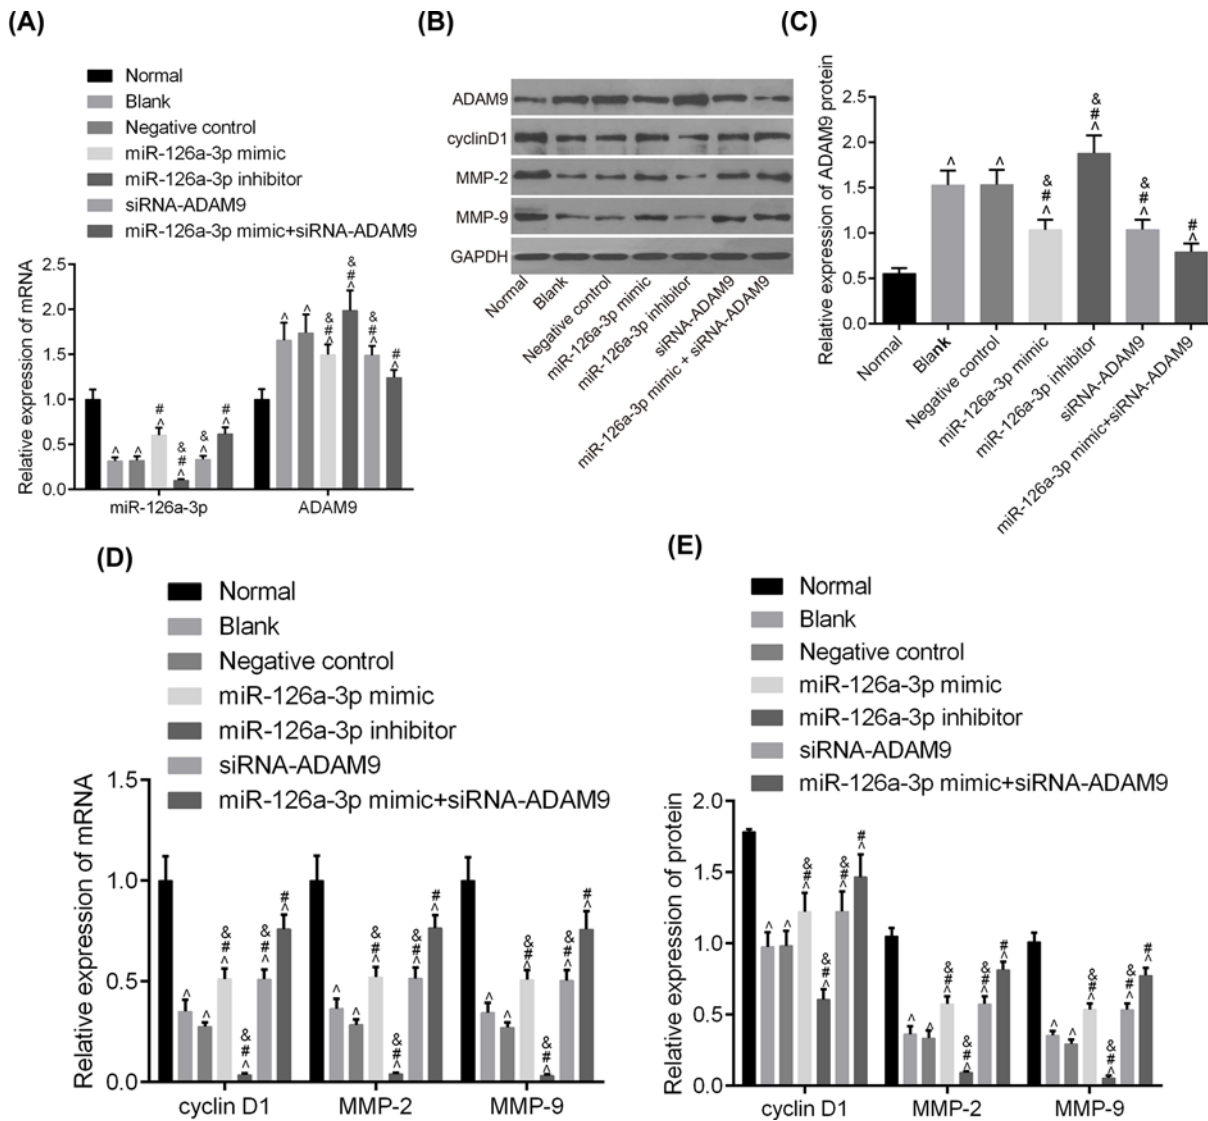 (A)
Normal
Blank
Negative control
miR-126a-3p mimic
miR-126a-3p inhibitor
siRNA-ADAM9
miR-126a-3p mimic+siRNA-ADAM9
Relative expression of mRNA
2.5
2.0
1.5
1.0
0.5
0.0
^
^
#
^
&
#
^
&
^
#
^
^
^
&
#
^
&
#
^
&
#
^
#
^
miR-126a-3p
ADAM9
(B)
ADAM9
cyclinD1
MMP-2
MMP-9
GAPDH
Normal
Blank
Negative control
miR-126a-3p mimic
miR-126a-3p inhibitor
siRNA-ADAM9
miR-126a-3p mimic + siRNA-ADAM9
(C)
Relative expression of ADAM9 protein
2.5
2.0
1.5
1.0
0.5
0.0
^
^
&
#
^
&
#
^
&
#
^
#
^
Normal
Blank
Negative control
miR-126a-3p mimic
miR-126a-3p inhibitor
siRNA-ADAM9
miR-126a-3p mimic+siRNA-ADAM9
(D)
Normal
Blank
Negative control
miR-126a-3p mimic
miR-126a-3p inhibitor
siRNA-ADAM9
miR-126a-3p mimic+siRNA-ADAM9
Relative expression of mRNA
1.5
1.0
0.5
0.0
^
^
&
#
^
&
#
^
&
#
^
#
^
^
^
&
#
^
&
#
^
&
#
^
#
^
^
^
&
#
^
&
#
^
&
#
^
#
^
cyclin D1
MMP-2
MMP-9
(E)
Normal
Blank
Negative control
miR-126a-3p mimic
miR-126a-3p inhibitor
siRNA-ADAM9
miR-126a-3p mimic+siRNA-ADAM9
Relative expression of protein
2.0
1.5
1.0
0.5
0.0
^
^
&
#
^
&
#
^
&
#
^
#
^
^
^
&
#
^
&
#
^
&
#
^
#
^
^
^
&
#
^
&
#
^
&
#
^
#
^
cyclin D1
MMP-2
MMP-9